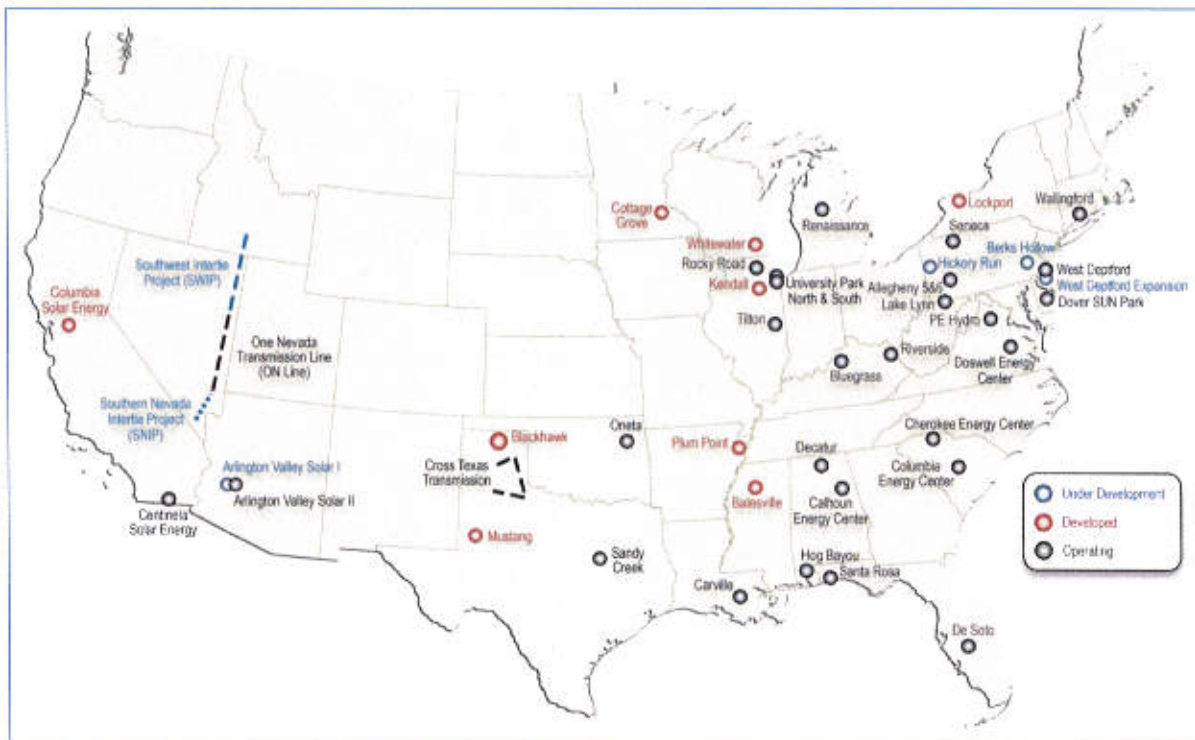 Cottage
Grove
Lockport
Wallingford
Renaissance
Seneca
Whitewater
Berks Hollow
Southwest Intertie
Project (SWIP)
Rocky Road
Hickory Run
West Deptford
Columbia
Solar Energy
Kendall
University Park
North & South
Allegheny 5&6
West Deptford Expansion
Lake Lynn
Dover SUN Park
Tilton
PE Hydro
One Nevada
Transmission Line
(ON Line)
Riverside
Doswell Energy
Center
Bluegrass
Southern Nevada
Intertie Project
(SNIP)
Oneta
Cherokee Energy Center
Blackhawk
Plum Point
Decatur
Arlington Valley Solar I
Cross Texas
Transmission
Columbia
Energy Center
Arlington Valley Solar II
Batesville
Calhoun
Energy Center
Centinela
Solar Energy
Under Development
Developed
Operating
Mustang
Sandy
Creek
Hog Bayou
Santa Rosa
Carville
De Soto